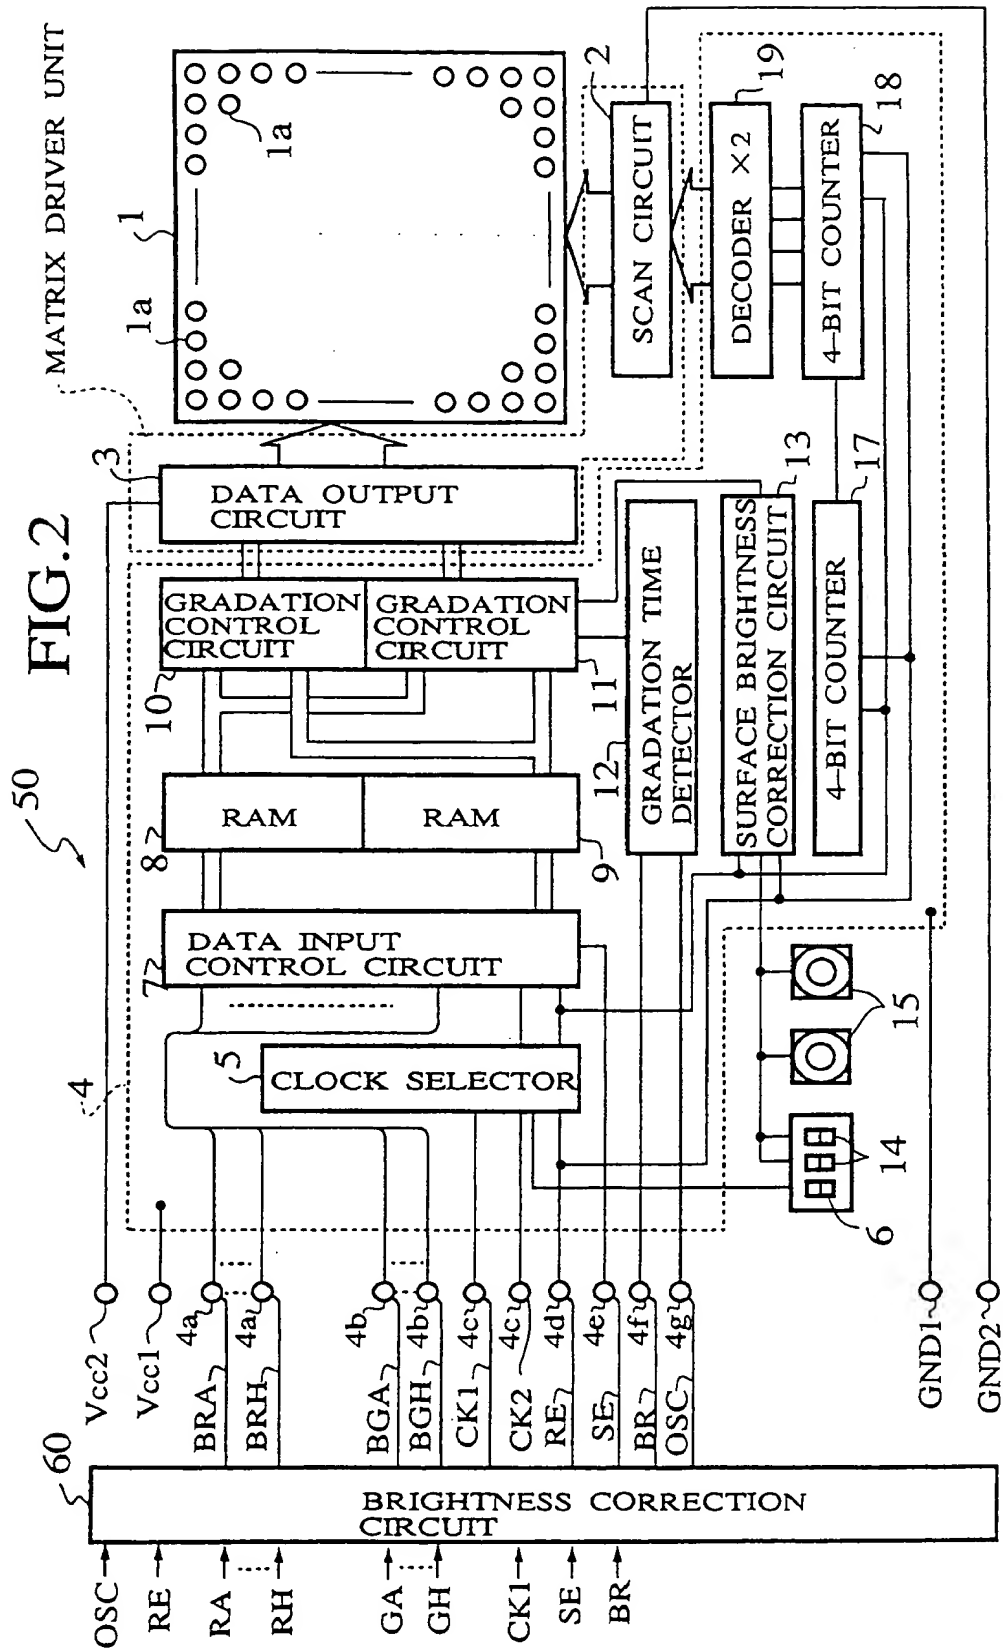 FIG.2
50
MATRIX DRIVER UNIT
4
60
BRIGHTNESS CORRECTION
CIRCUIT
OSC
RE
RA
RH
GA
GH
CK1
SE
BR
Vcc2
Vcc1
BRA
4a
BRH
4a
BGA
4b
BGH
4b
CK1
4c
CK2
4c
RE
4d
SE
4e
BR
4f
OSC
4g
GND1
GND2
5
CLOCK SELECTOR
7
DATA INPUT
CONTROL CIRCUIT
8
RAM
RAM
9
10
GRADATION
CONTROL
CIRCUIT
GRADATION
CONTROL
CIRCUIT
11
3
DATA OUTPUT
CIRCUIT
1
1a
1a
2
SCAN CIRCUIT
19
DECODER ×2
18
4-BIT COUNTER
12
GRADATION TIME
DETECTOR
13
SURFACE BRIGHTNESS
CORRECTION CIRCUIT
17
4-BIT COUNTER
15
14
6